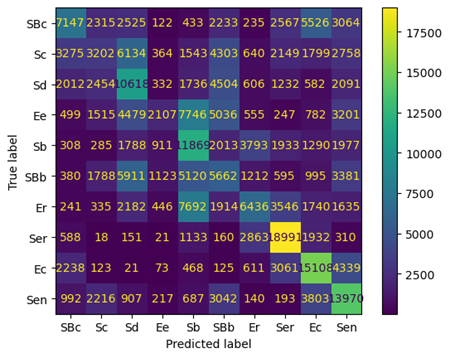 SBc 7147 2315 2525 122 433 2233 235 2567 5526 3064
Sc 3275 3202 6134 364 1543 4303 640 2149 1799 2758
Sd 2012 2454 10618 332 1736 4504 606 1232 582 2091
Ee 499 1515 4479 2107 7746 5036 555 247 782 3201
Sb 308 285 1788 911 11869 2013 3793 1933 1290 1977
SBb 380 1788 5911 1123 5120 5662 1212 595 995 3381
Er 241 335 2182 446 7692 1914 6436 3546 1740 1635
Ser 588 18 151 21 1133 160 2863 18991 1932 310
Ec 2238 123 21 73 468 125 611 3061 15108 4339
Sen 992 2216 907 217 687 3042 140 193 3803 13970
SBc Sc Sd Ee Sb SBb Er Ser Ec Sen
Predicted label
True label
17500
15000
12500
10000
7500
5000
2500